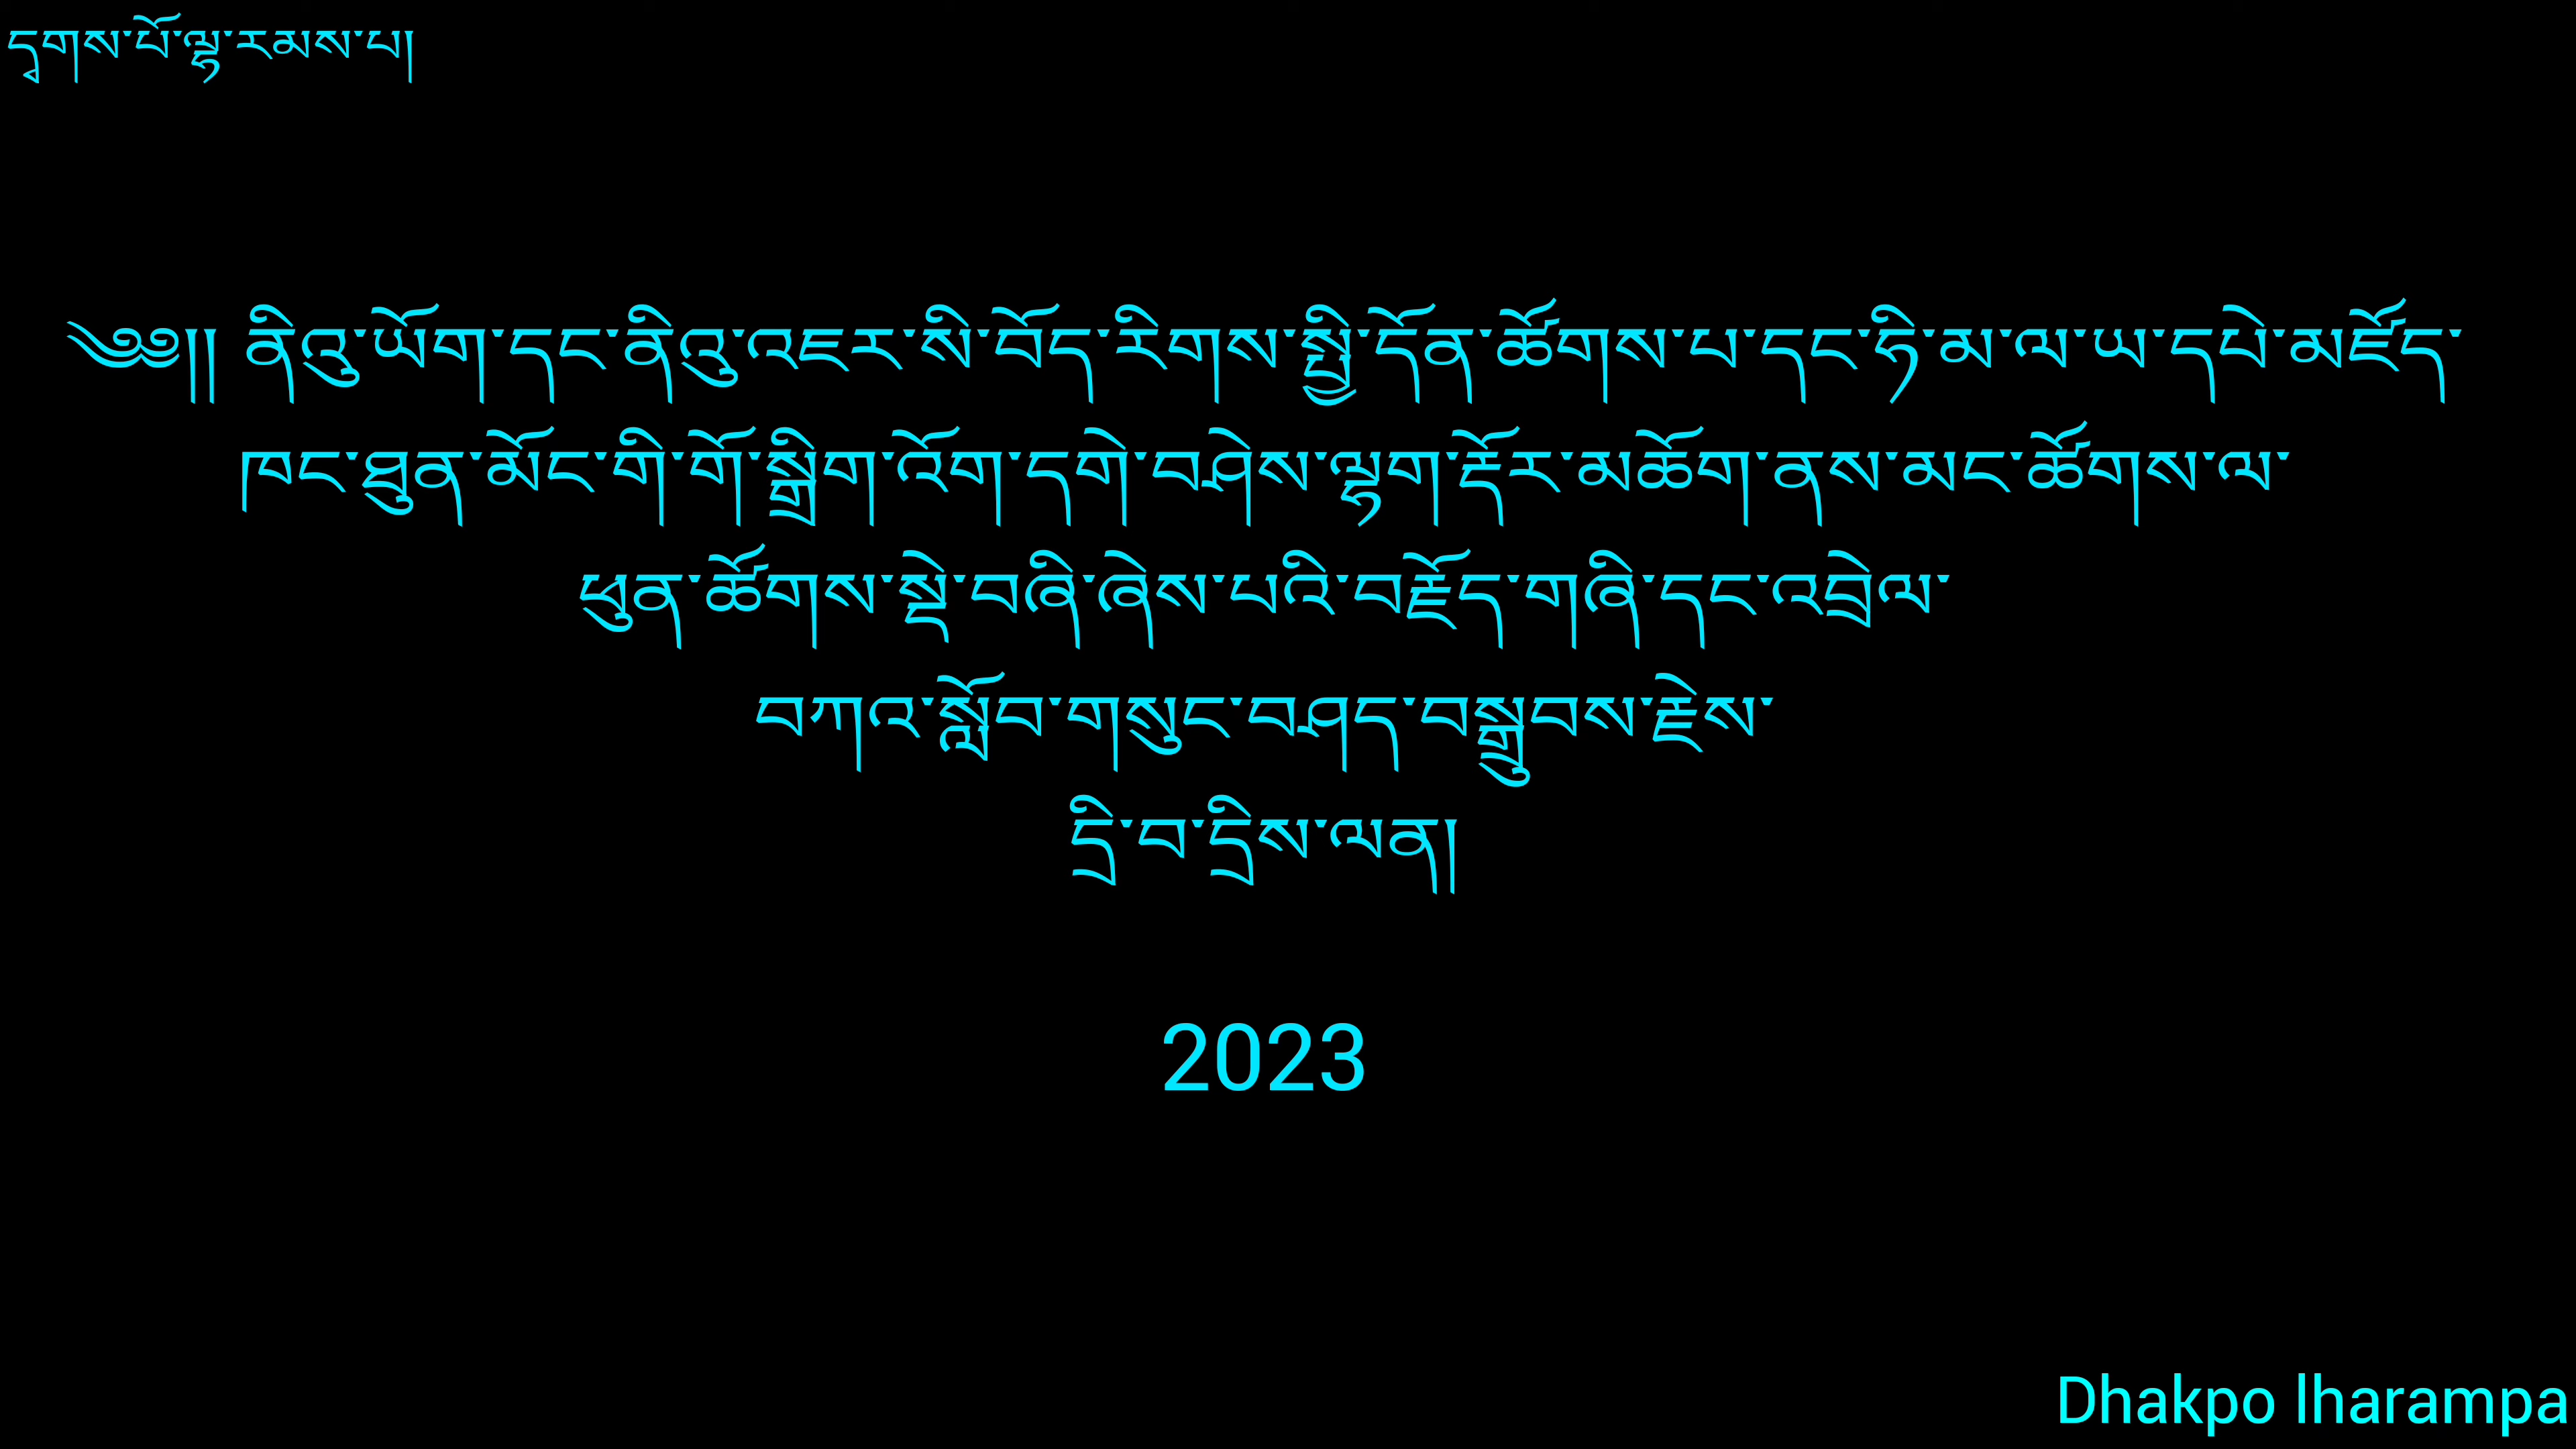 དྭགས་པོ་ལྷ་རམས་པ།
༄༅།། ནིའུ་ཡོག་དང་ནིའུ་འཇར་སི་བོད་རིགས་སྤྱི་དོན་ཚོགས་པ་དང་ཧི་མ་ལ་ཡ་དཔེ་མཛོད་
ཁང་ཐུན་མོང་གི་གོ་སྒྲིག་འོག་དགེ་བཤེས་ལྷག་རྡོར་མཆོག་ནས་མང་ཚོགས་ལ་
ཕུན་ཚོགས་སྡེ་བཞི་ཞེས་པའི་བརྗོད་གཞི་དང་འབྲེལ་
བཀའ་སློབ་གསུང་བཤད་བསྒྲུབས་རྗེས་
དྲི་བ་དྲིས་ལན།
2023
Dhakpo lharampa